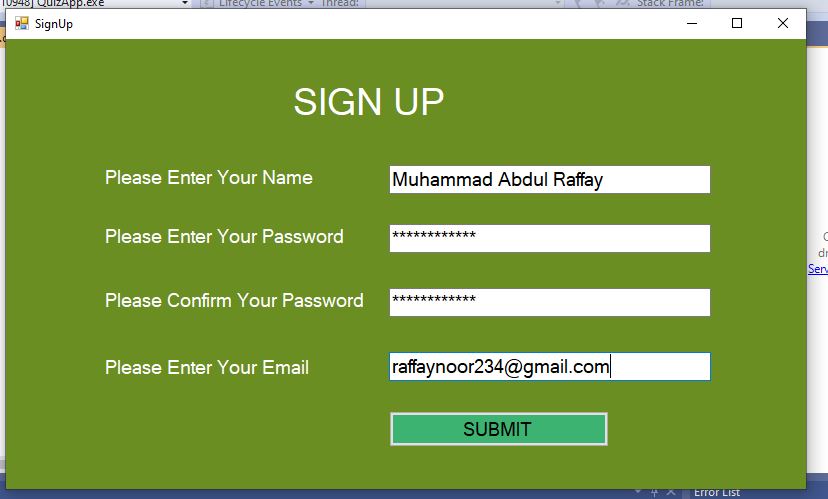 10948] QuizApp.exe Lifecycle Events Thread: Stack Frame:
SignUp
SIGN UP
Please Enter Your Name Muhammad Abdul Raffay
Please Enter Your Password ************
Please Confirm Your Password ************
Please Enter Your Email raffaynoor234@gmail.com
SUBMIT
Error List